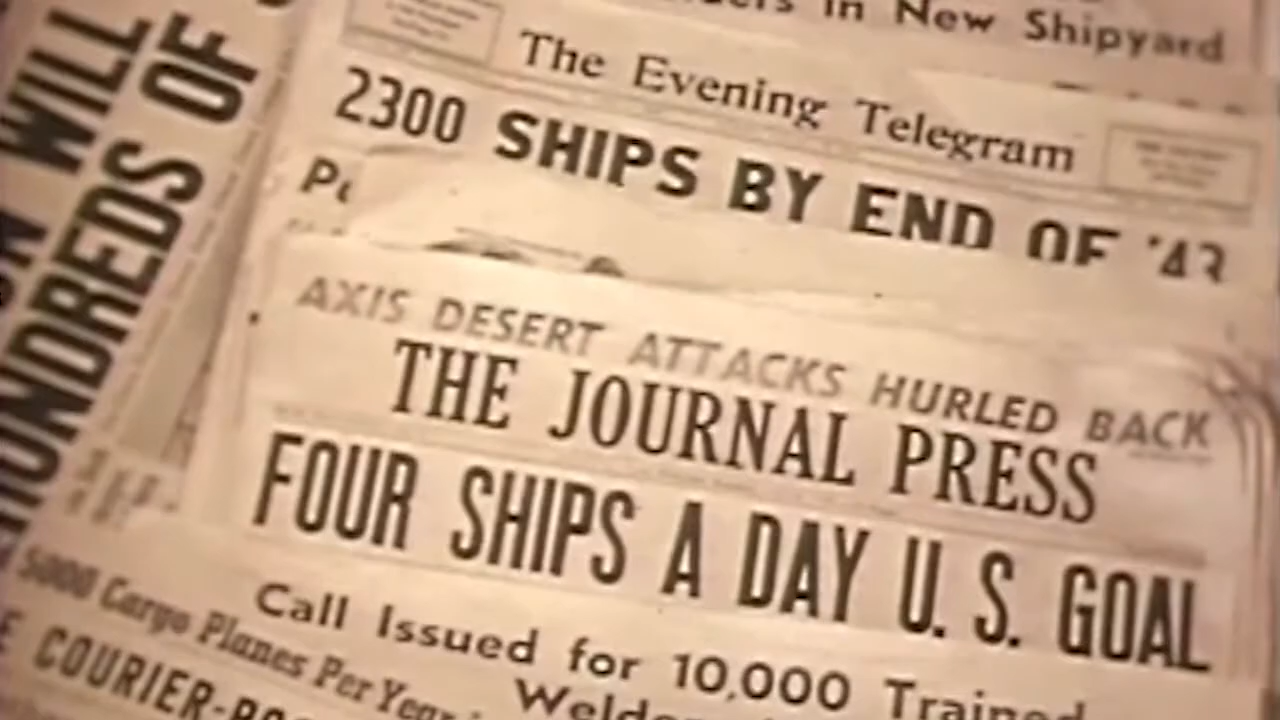 in New Shipyard
The Evening Telegram
2300 SHIPS BY END OF '43
AXIS DESERT ATTACKS HURLED BACK
THE JOURNAL PRESS
FOUR SHIPS A DAY U. S. GOAL
Call Issued for 10,000 Trained
WILL
HUNDREDS OF
5000 Cargo Planes Per Year
COURIER-